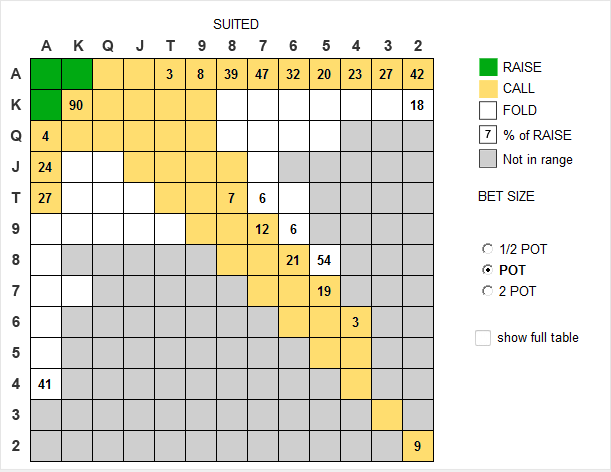 SUITED
A K Q J T 9 8 7 6 5 4 3 2
A 3 8 39 47 32 20 23 27 42
K 90 18
Q 4
J 24
T 27 7 6
9 12 6
8 21 54
7 19
6 3
5
4 41
3
2 9
RAISE
CALL
FOLD
7 % of RAISE
Not in range
BET SIZE
1/2 POT
POT
2 POT
show full table